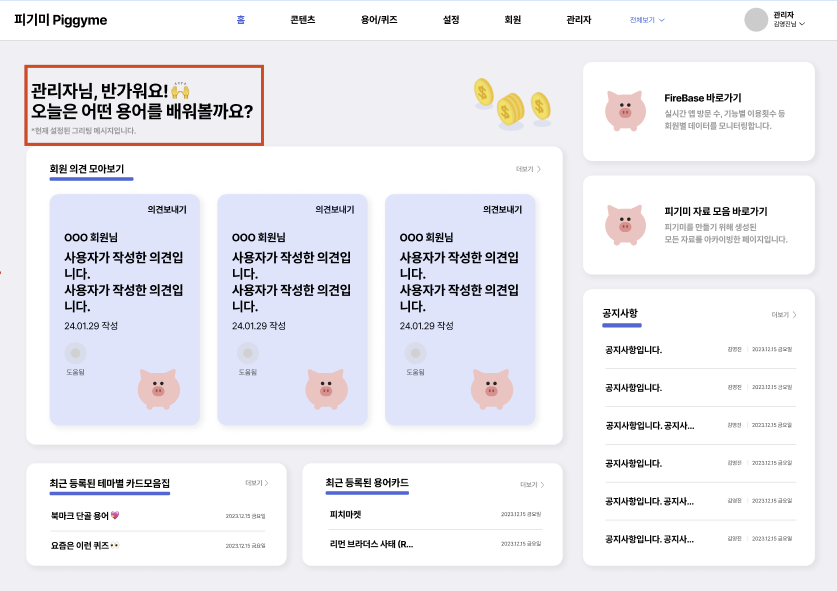 피기미 Piggyme
홈
콘텐츠
용어/퀴즈
설정
회원
관리자
전체보기
관리자
김영진님
관리자님, 반가워요!🙌
오늘은 어떤 용어를 배워볼까요?
*현재 설정된 그리팅 메시지입니다.
회원 의견 모아보기
더보기
의견보내기
OOO 회원님
사용자가 작성한 의견입
니다.
사용자가 작성한 의견입
니다.
24.01.29 작성
도움됨
의견보내기
OOO 회원님
사용자가 작성한 의견입
니다.
사용자가 작성한 의견입
니다.
24.01.29 작성
도움됨
의견보내기
OOO 회원님
사용자가 작성한 의견입
니다.
사용자가 작성한 의견입
니다.
24.01.29 작성
도움됨
최근 등록된 테마별 카드모음집
더보기
북마크 단골 용어 💘
2023.12.15 금요일
요즘은 이런 퀴즈 👀
2023.12.15 금요일
최근 등록된 용어카드
더보기
피치마켓
2023.12.15 금요일
리먼 브라더스 사태 (R...
2023.12.15 금요일
FireBase 바로가기
실시간 앱 방문 수, 기능별 이용횟수 등
회원별 데이터를 모니터링합니다.
피기미 자료 모음 바로가기
피기미를 만들기 위해 생성된
모든 자료를 아카이빙한 페이지입니다.
공지사항
더보기
공지사항입니다. 김영진 | 2023.12.15 금요일
공지사항입니다. 김영진 | 2023.12.15 금요일
공지사항입니다. 공지사... 김영진 | 2023.12.15 금요일
공지사항입니다. 김영진 | 2023.12.15 금요일
공지사항입니다. 공지사... 김영진 | 2023.12.15 금요일
공지사항입니다. 공지사... 김영진 | 2023.12.15 금요일